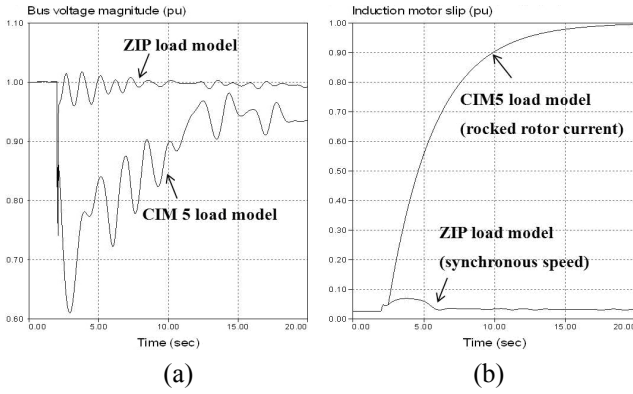 Bus voltage magnitude (pu)
1.10
1.00
0.90
0.80
0.70
0.60
0.00 5.00 10.00 15.00 20.00
Time (sec)
ZIP load model
CIM 5 load model
(a)
Induction motor slip (pu)
1.00
0.90
0.80
0.70
0.60
0.50
0.40
0.30
0.20
0.10
0.00
0.00 5.00 10.00 15.00 20.00
Time (sec)
CIM5 load model
(rocked rotor current)
ZIP load model
(synchronous speed)
(b)